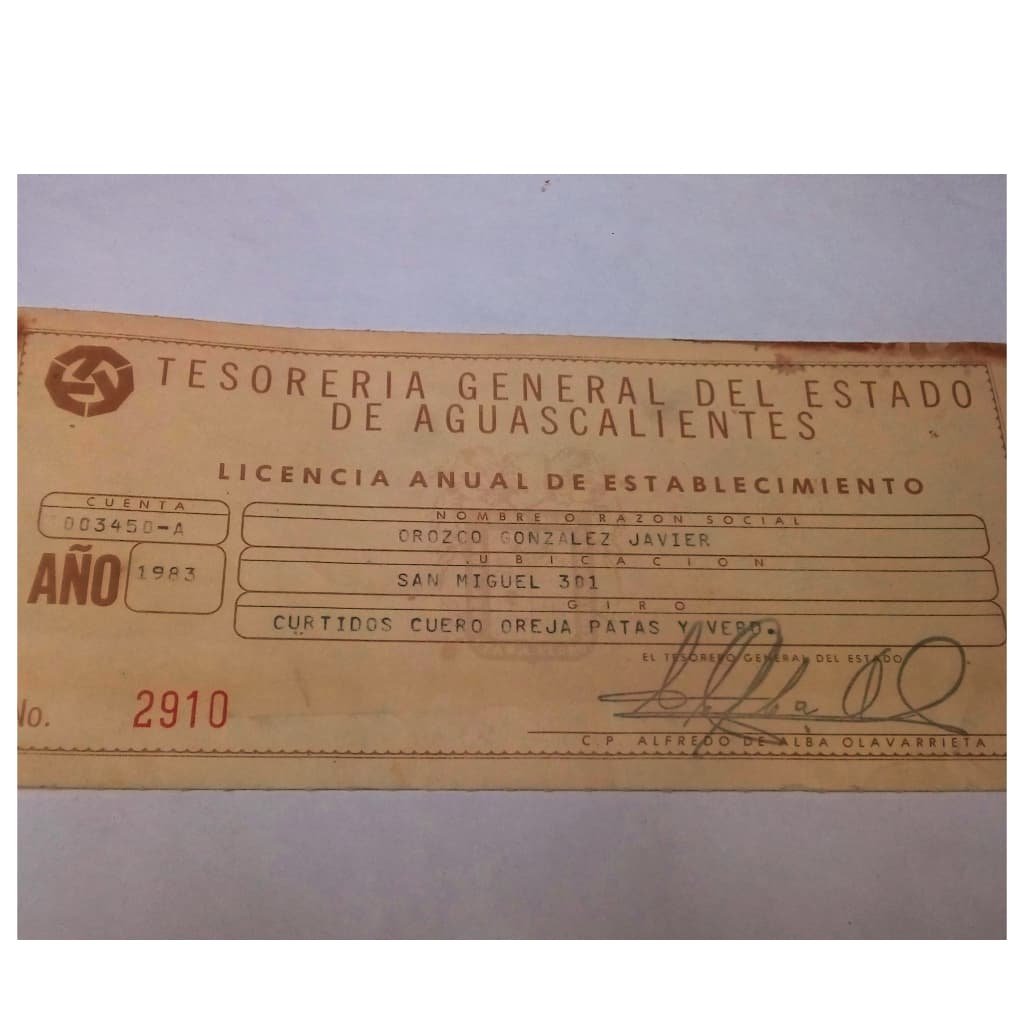 TESORERIA GENERAL DEL ESTADO
DE AGUASCALIENTES
LICENCIA ANUAL DE ESTABLECIMIENTO
CUENTA
003450-A
NOMBRE O RAZON SOCIAL
OROZCO GONZALEZ JAVIER
UBICACION
SAN MIGUEL 301
AÑO 1983
GIRO
CURTIDOS CUERO OREJA PATAS Y VERD.
EL TESORERO GENERAL DEL ESTADO
No. 2910
C.P. ALFREDO DE ALBA OLAVARRIETA